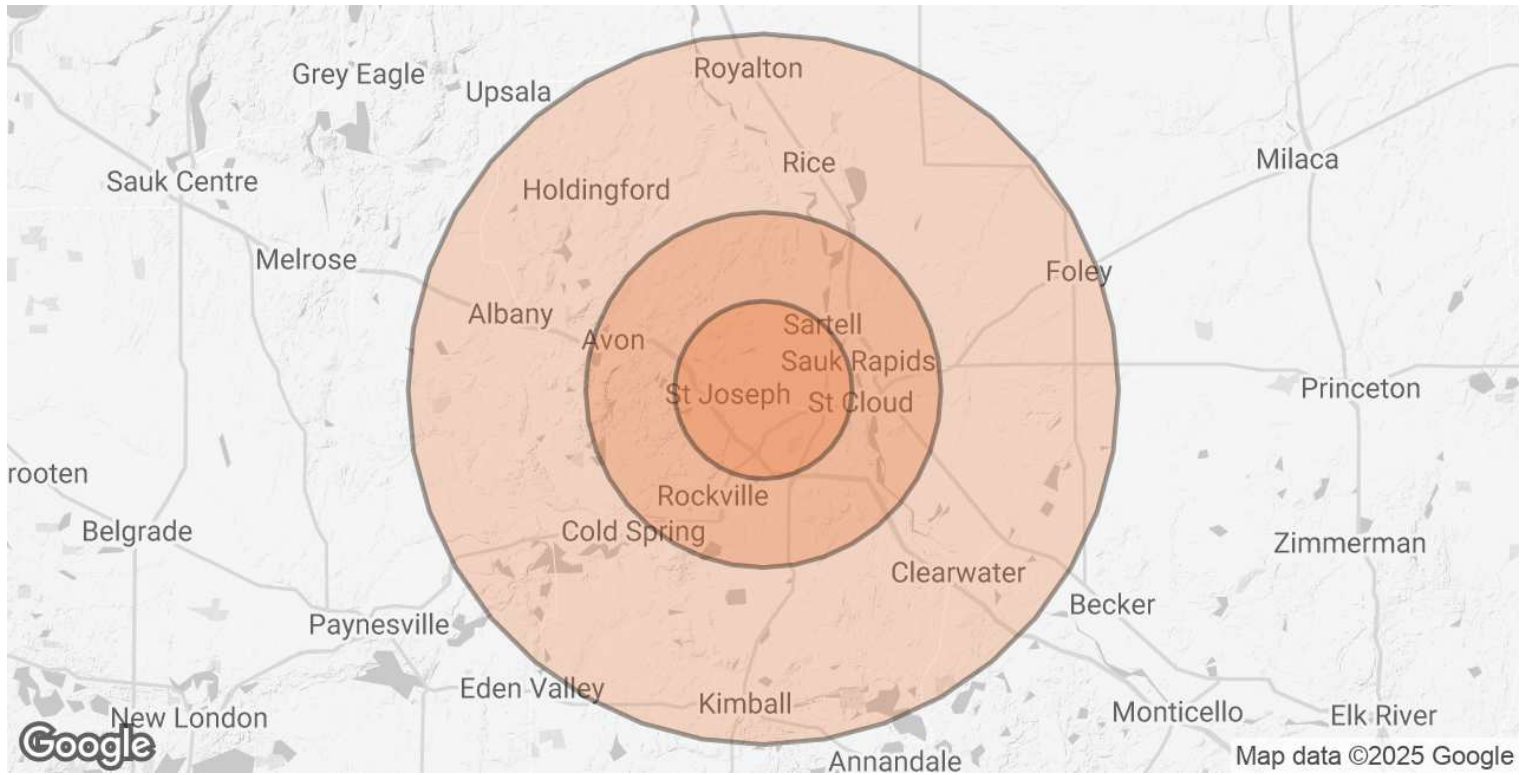 Royalton
Grey Eagle
Upsala
Rice
Milaca
Sauk Centre
Holdingford
Melrose
Foley
Albany
Sartell
Avon
Sauk Rapids
Princeton
St Joseph
St Cloud
rooten
Rockville
Belgrade
Cold Spring
Zimmerman
Clearwater
Becker
Paynesville
Eden Valley
Kimball
New London
Monticello
Elk River
Google
Annandale
Map data ©2025 Google